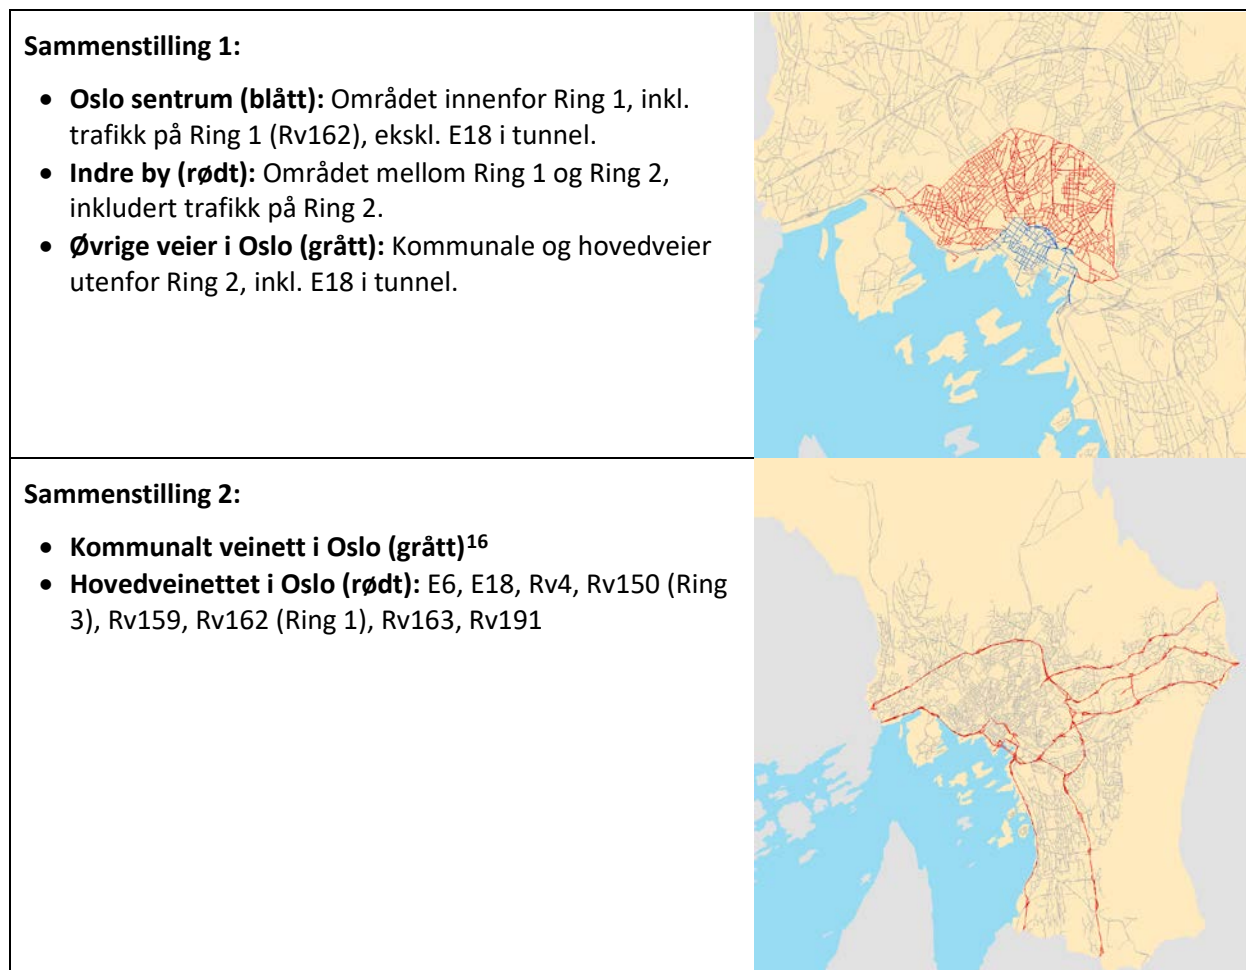 Sammenstilling 1:
• Oslo sentrum (blått): Området innenfor Ring 1, inkl.
trafikk på Ring 1 (Rv162), ekskl. E18 i tunnel.
• Indre by (rødt): Området mellom Ring 1 og Ring 2,
inkludert trafikk på Ring 2.
• Øvrige veier i Oslo (grått): Kommunale og hovedveier
utenfor Ring 2, inkl. E18 i tunnel.
Sammenstilling 2:
• Kommunalt veinett i Oslo (grått)16
• Hovedveinettet i Oslo (rødt): E6, E18, Rv4, Rv150 (Ring
3), Rv159, Rv162 (Ring 1), Rv163, Rv191